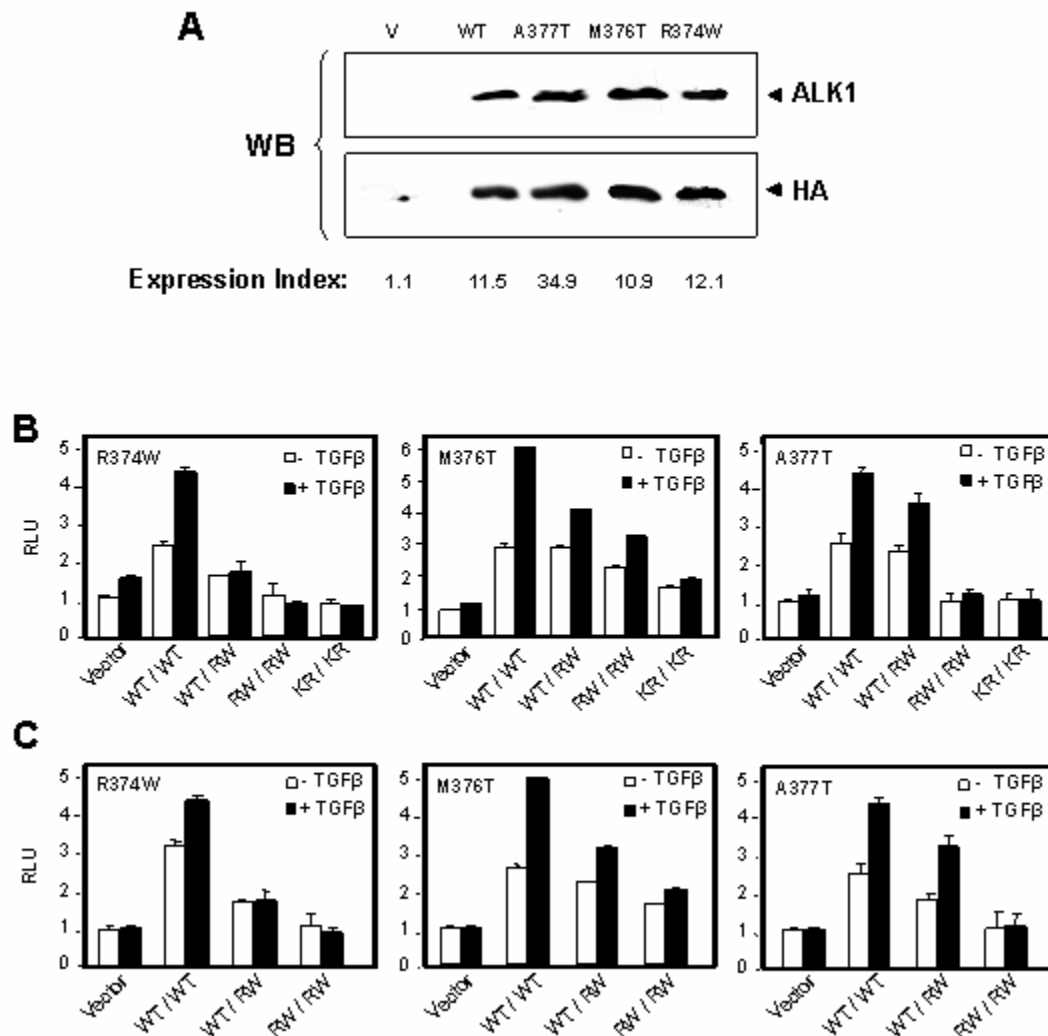 A
V WT A377T M376T R374W
WB
ALK1
HA
Expression Index: 1.1 11.5 34.9 10.9 12.1
B
RLU
5
4
3
2
1
0
R374W
- TGFβ
+ TGFβ
Vector
WT / WT
WT / RW
RW / RW
KR / KR
6
5
4
3
2
1
0
M376T
- TGFβ
+ TGFβ
Vector
WT / WT
WT / RW
RW / RW
KR / KR
5
4
3
2
1
0
A377T
- TGFβ
+ TGFβ
Vector
WT / WT
WT / RW
RW / RW
KR / KR
C
RLU
5
4
3
2
1
0
R374W
- TGFβ
+ TGFβ
Vector
WT / WT
WT / RW
RW / RW
5
4
3
2
1
0
M376T
- TGFβ
+ TGFβ
Vector
WT / WT
WT / RW
RW / RW
5
4
3
2
1
0
A377T
- TGFβ
+ TGFβ
Vector
WT / WT
WT / RW
RW / RW